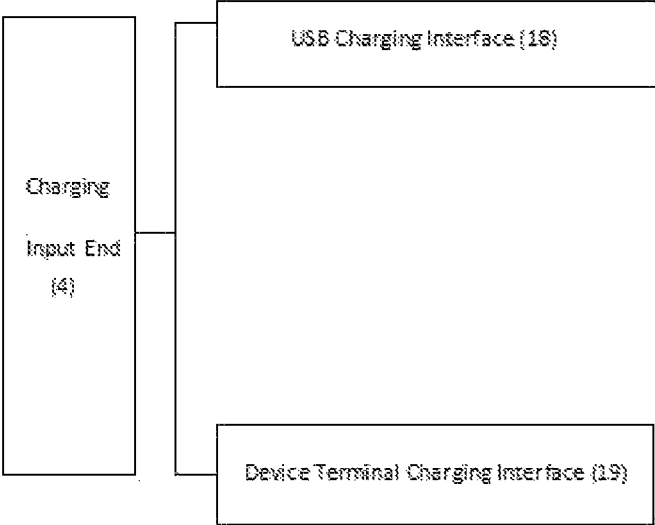 USB Charging Interface (18)
Charging
Input End
(4)
Device Terminal Charging Interface (19)